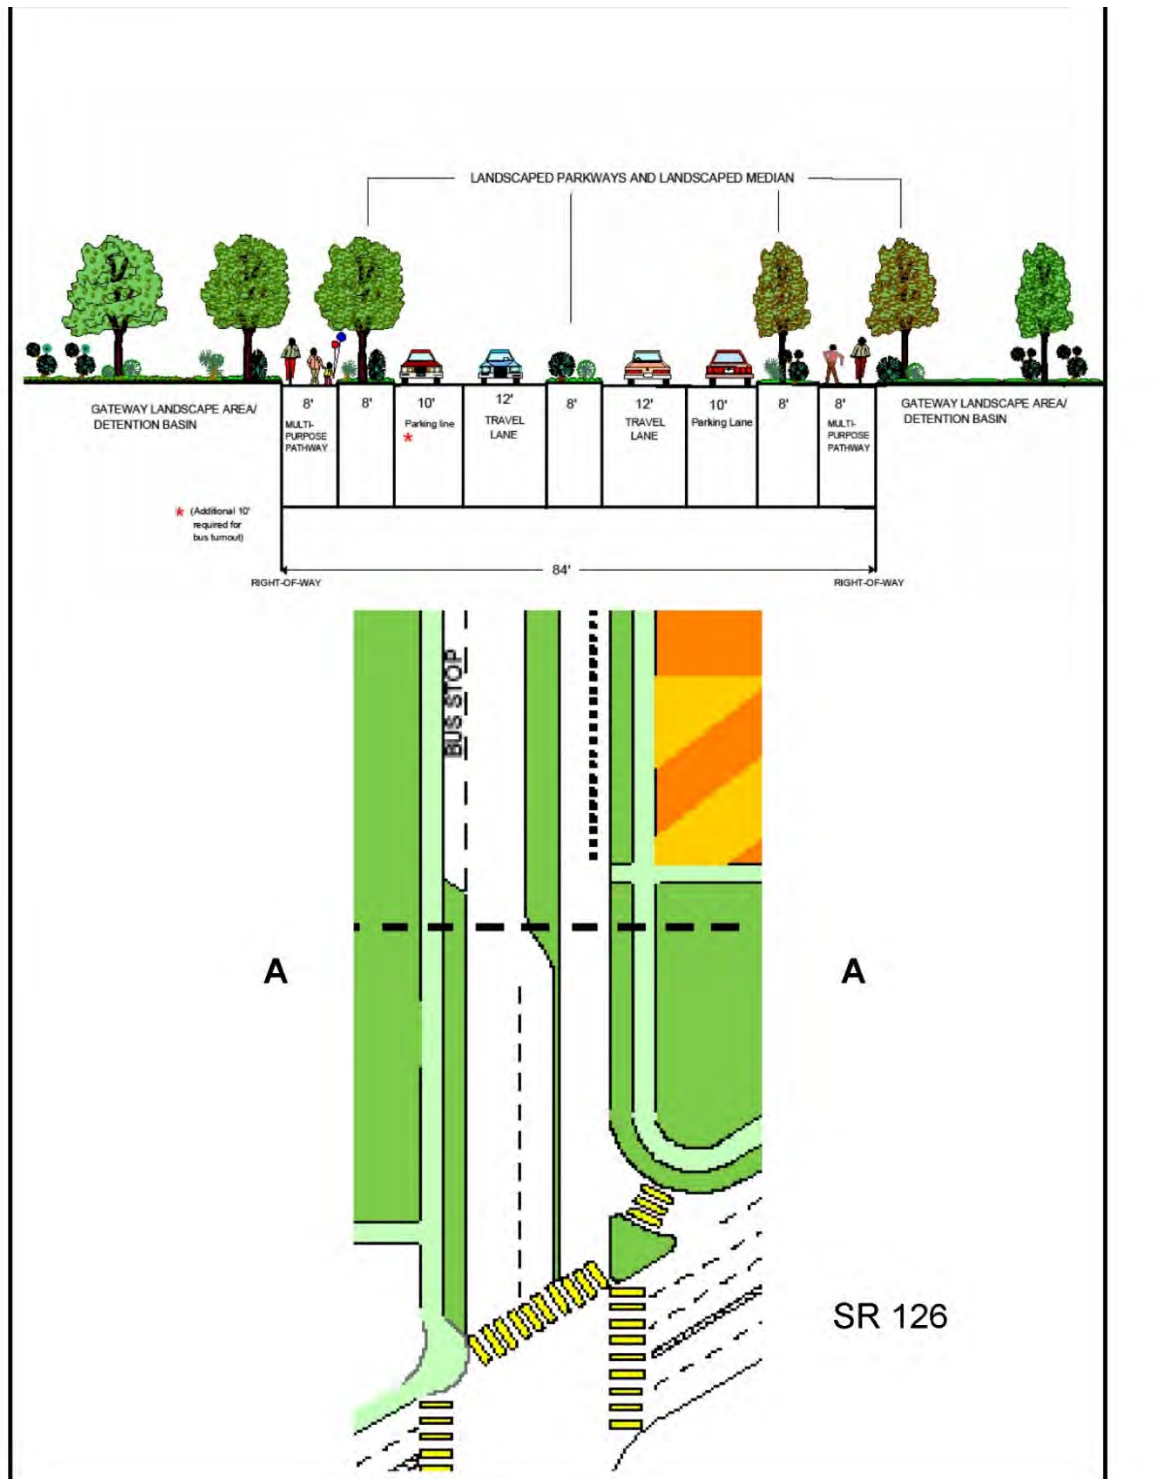 LANDSCAPED PARKWAYS AND LANDSCAPED MEDIAN
GATEWAY LANDSCAPE AREA/
DETENTION BASIN
8'
MULTI-
PURPOSE
PATHWAY
8'
10'
Parking line
*
12'
TRAVEL
LANE
8'
12'
TRAVEL
LANE
10'
Parking Lane
8'
8'
MULTI-
PURPOSE
PATHWAY
GATEWAY LANDSCAPE AREA/
DETENTION BASIN
* (Additional 10'
required for
bus turnout)
84'
RIGHT-OF-WAY
RIGHT-OF-WAY
BUS STOP
A
A
SR 126